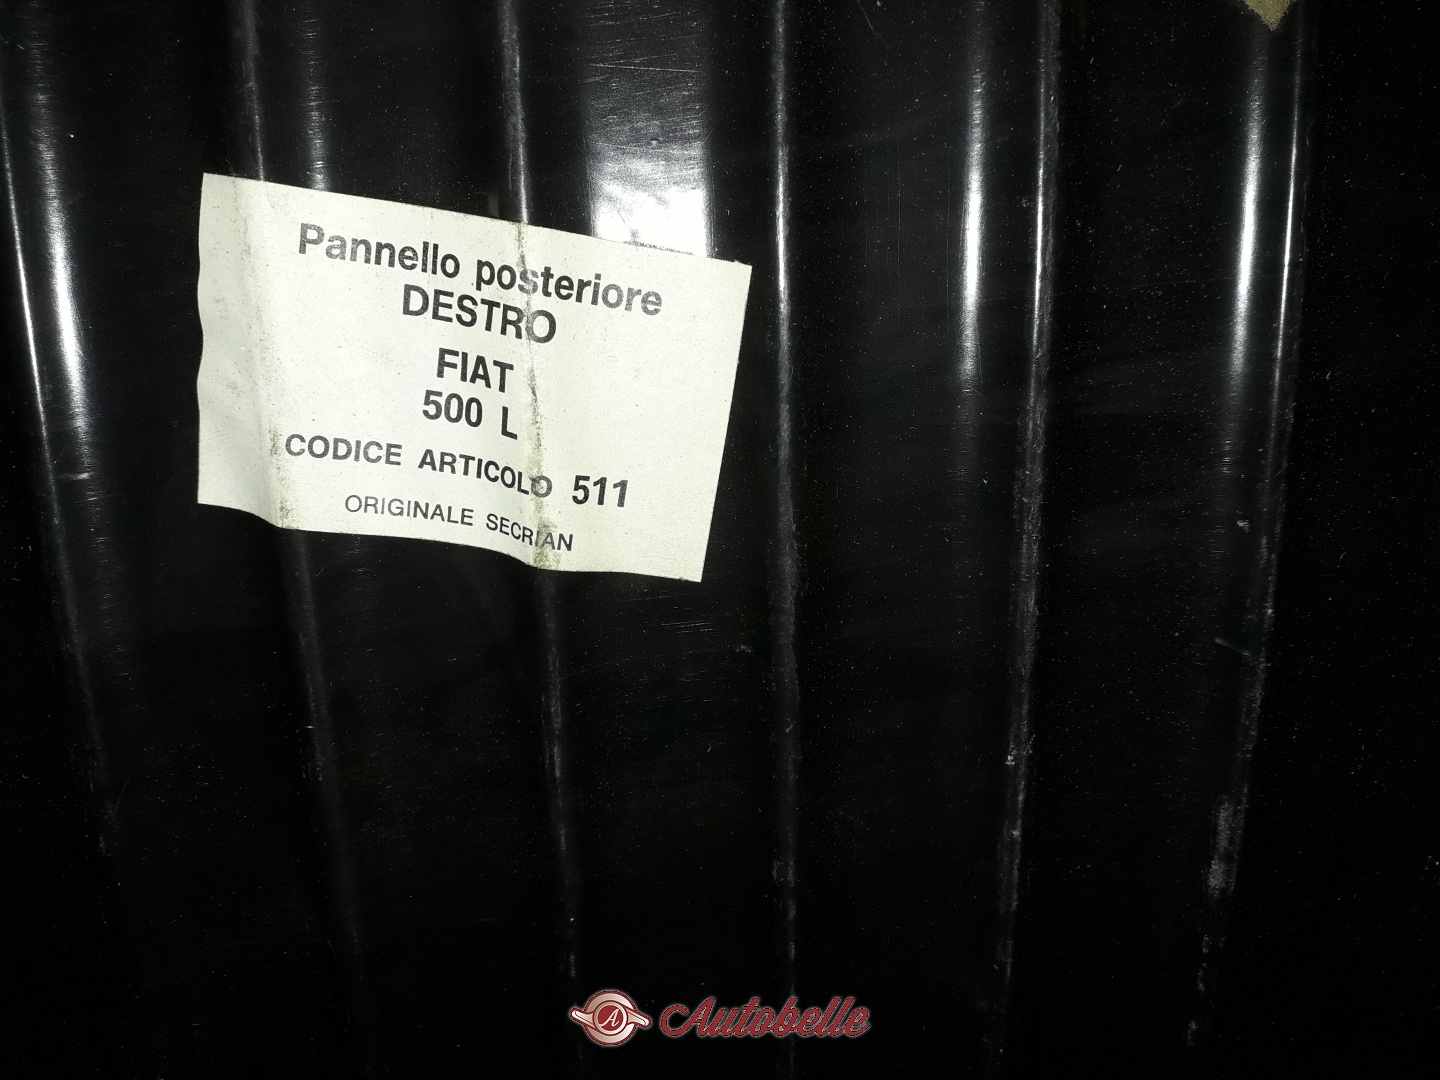 Pannello posteriore
DESTRO
FIAT
500 L
CODICE ARTICOLO 511
ORIGINALE SECRIAN
A Autobelle